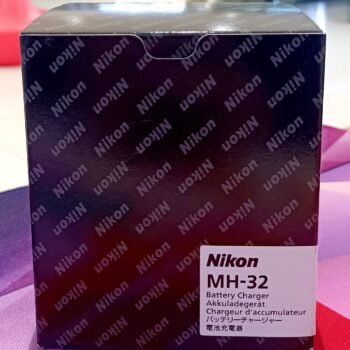 Nikon
MH-32
Battery Charger
Akkuladegerät
Chargeur d'accumulateur
バッテリーチャージャー
電池充電器